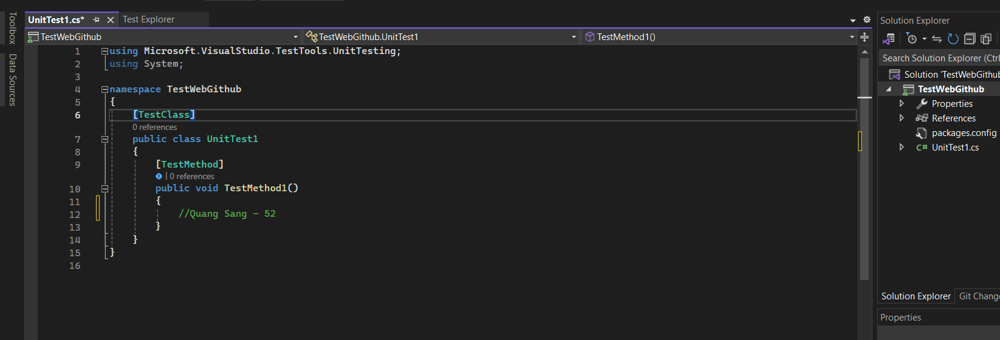 Toolbox
Data Sources
UnitTest1.cs*
Test Explorer
TestWebGithub
TestWebGithub.UnitTest1
TestMethod1()
1 using Microsoft.VisualStudio.TestTools.UnitTesting;
2 using System;
3
4 namespace TestWebGithub
5 {
6 [TestClass]
0 references
7 public class UnitTest1
8 {
9 [TestMethod]
| 0 references
10 public void TestMethod1()
11 {
12 //Quang Sang - 52
13 }
14 }
15 }
16
Solution Explorer
Search Solution Explorer (Ctrl
Solution 'TestWebGithub
TestWebGithub
Properties
References
packages.config
C# UnitTest1.cs
Solution Explorer
Git Chang
Properties